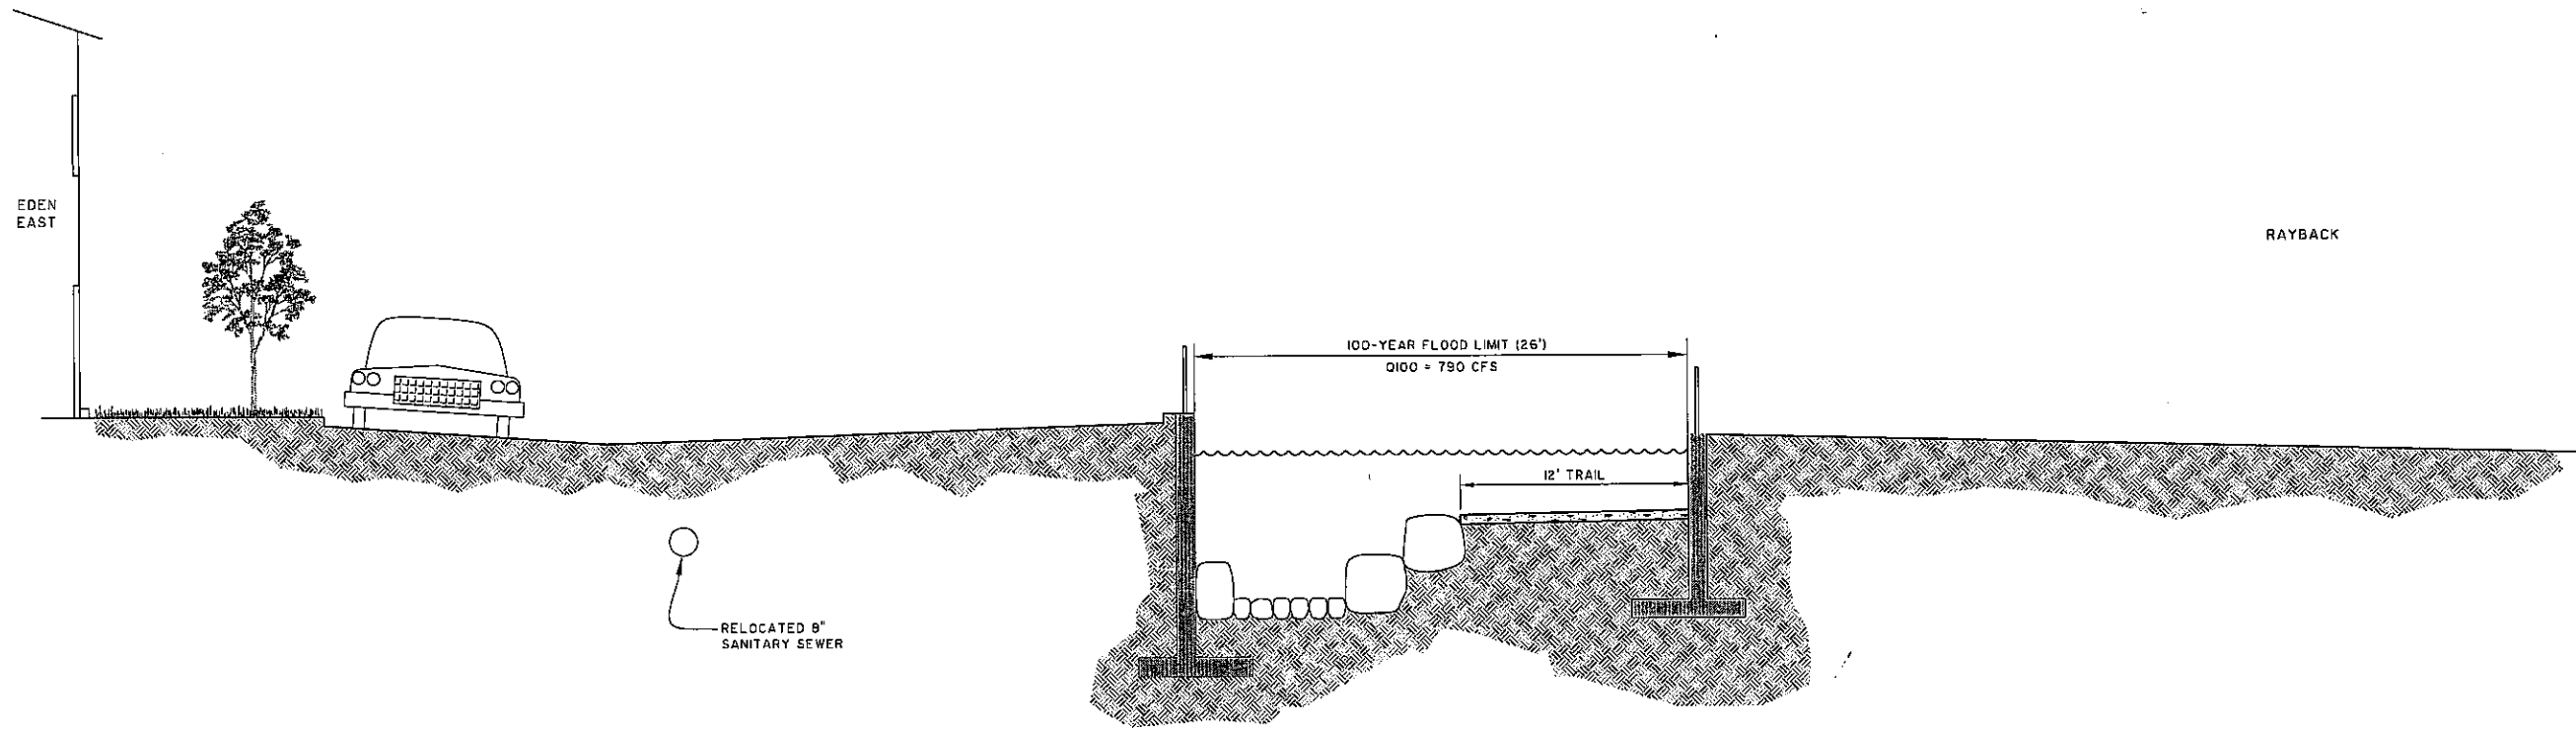 EDEN
EAST
RAYBACK
100-YEAR FLOOD LIMIT (26')
Q100 = 790 CFS
12' TRAIL
RELOCATED 8"
SANITARY SEWER